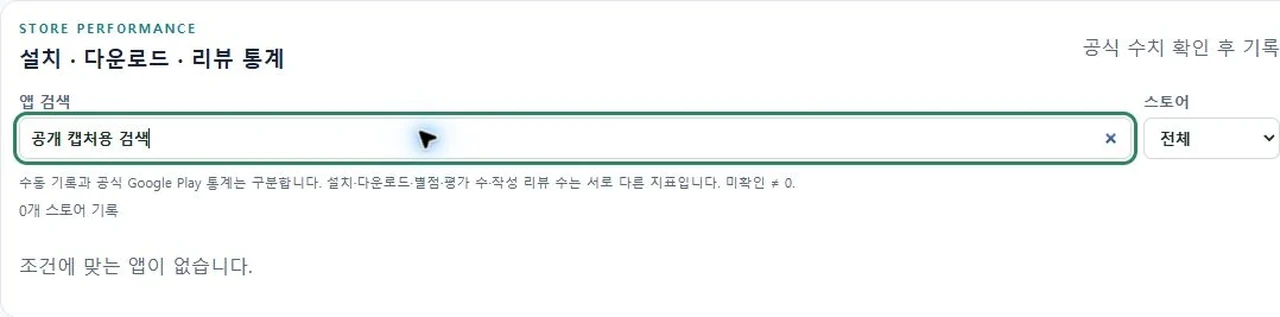 STORE PERFORMANCE
설치 · 다운로드 · 리뷰 통계
공식 수치 확인 후 기록
앱 검색
스토어
공개 캡처용 검색
전체
수동 기록과 공식 Google Play 통계는 구분합니다. 설치·다운로드·별점·평가 수·작성 리뷰 수는 서로 다른 지표입니다. 미확인 ≠ 0.
0개 스토어 기록
조건에 맞는 앱이 없습니다.